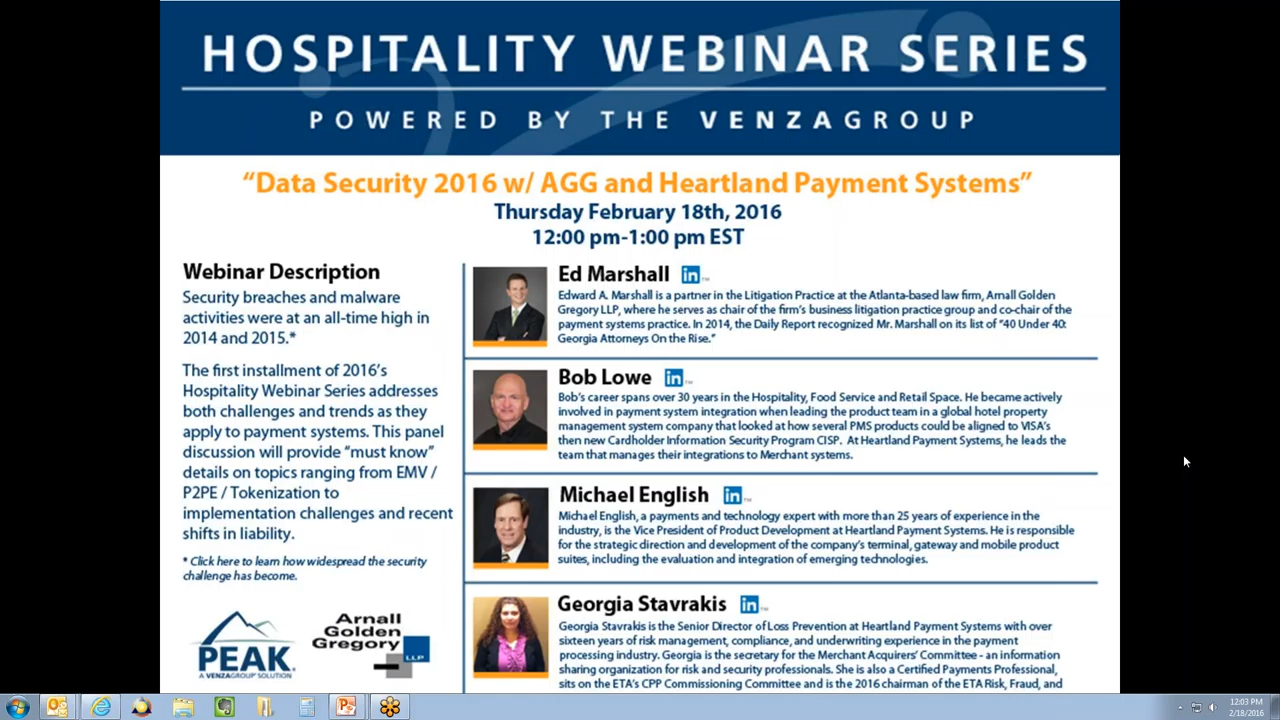 HOSPITALITY WEBINAR SERIES
POWERED BY THE VENZAGROUP
“Data Security 2016 w/ AGG and Heartland Payment Systems”
Thursday February 18th, 2016
12:00 pm-1:00 pm EST
Webinar Description
Security breaches and malware
activities were at an all-time high in
2014 and 2015.*
The first installment of 2016’s
Hospitality Webinar Series addresses
both challenges and trends as they
apply to payment systems. This panel
discussion will provide “must know”
details on topics ranging from EMV /
P2PE / Tokenization to
implementation challenges and recent
shifts in liability.
* Click here to learn how widespread the security
challenge has become.
PEAK
A VENZAGROUP SOLUTION
Arnall
Golden
Gregory
LLP
Ed Marshall in
Edward A. Marshall is a partner in the Litigation Practice at the Atlanta-based law firm, Arnall Golden
Gregory LLP, where he serves as chair of the firm’s business litigation practice group and co-chair of the
payment systems practice. In 2014, the Daily Report recognized Mr. Marshall on its list of “40 Under 40:
Georgia Attorneys On the Rise.”
Bob Lowe in
Bob’s career spans over 30 years in the Hospitality, Food Service and Retail Space. He became actively
involved in payment system integration when leading the product team in a global hotel property
management system company that looked at how several PMS products could be aligned to VISA’s
then new Cardholder Information Security Program CISP. At Heartland Payment Systems, he leads the
team that manages their integrations to Merchant systems.
Michael English in
Michael English, a payments and technology expert with more than 25 years of experience in the
industry, is the Vice President of Product Development at Heartland Payment Systems. He is responsible
for the strategic direction and development of the company’s terminal, gateway and mobile product
suites, including the evaluation and integration of emerging technologies.
Georgia Stavrakis in
Georgia Stavrakis is the Senior Director of Loss Prevention at Heartland Payment Systems with over
sixteen years of risk management, compliance, and underwriting experience in the payment
processing industry. Georgia is the secretary for the Merchant Acquirers’ Committee - an information
sharing organization for risk and security professionals. She is also a Certified Payments Professional,
sits on the ETA’s CPP Commissioning Committee and is the 2016 chairman of the ETA Risk, Fraud, and
12:03 PM
2/18/2016